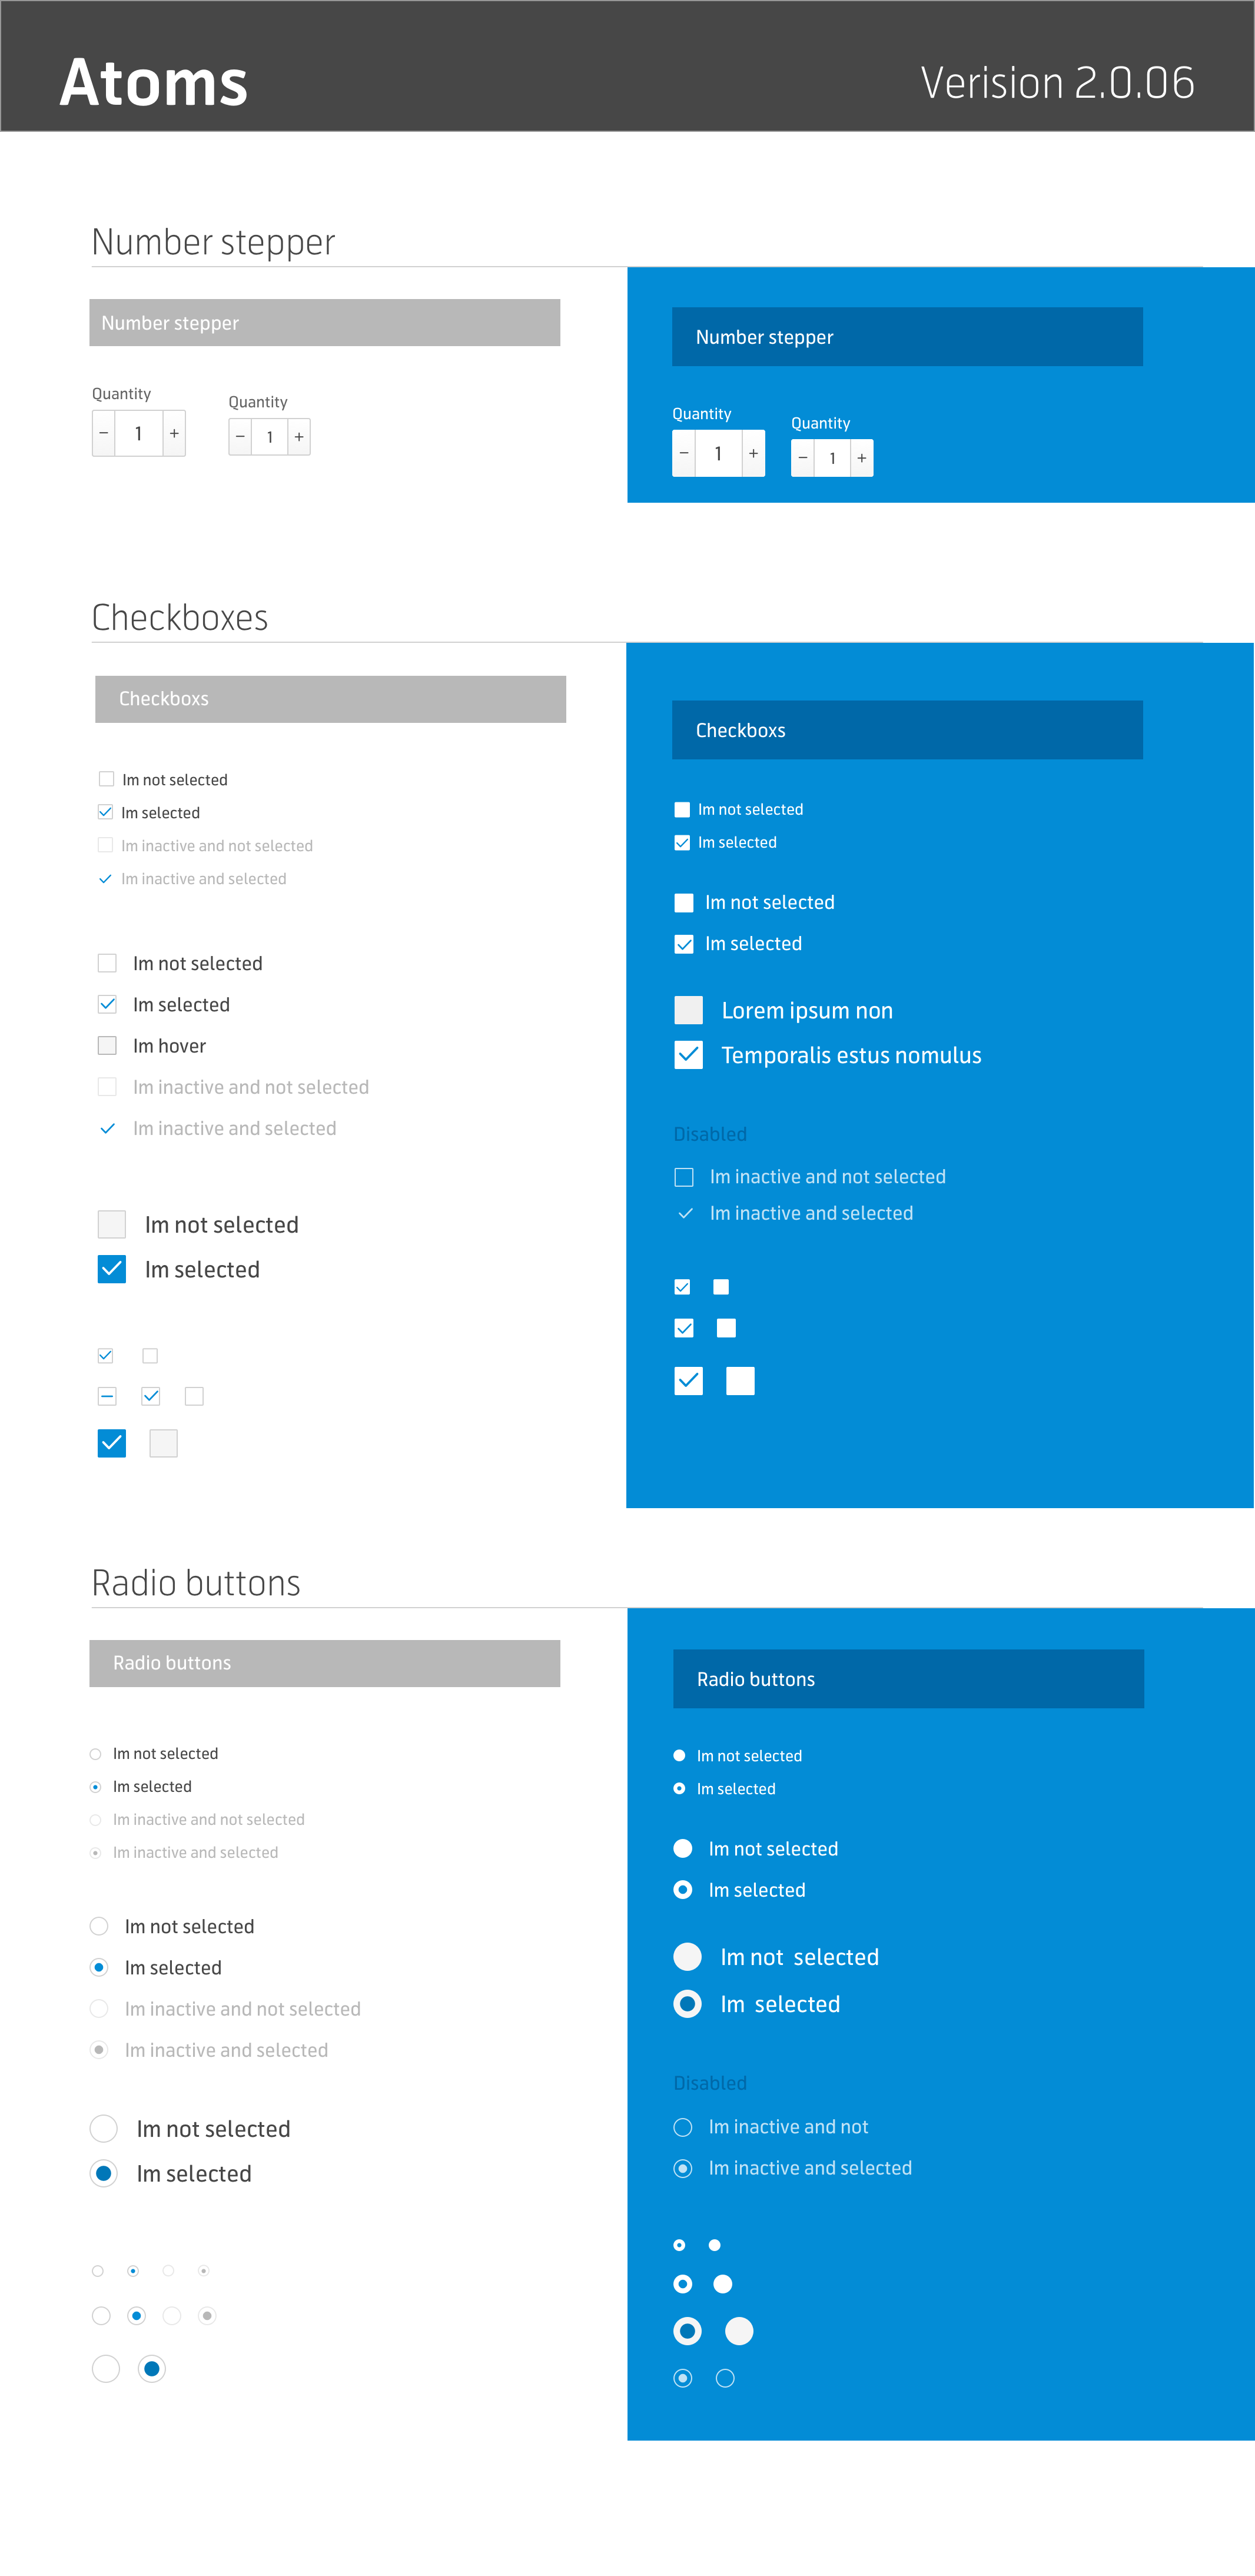 Atoms
Verision 2.0.06
Number stepper
Number stepper
Quantity
Quantity
− 1 +
− 1 +
Number stepper
Quantity
Quantity
− 1 +
− 1 +
Checkboxes
Checkboxs
Im not selected
Im selected
Im inactive and not selected
Im inactive and selected
Im not selected
Im selected
Im hover
Im inactive and not selected
Im inactive and selected
Im not selected
Im selected
Checkboxs
Im not selected
Im selected
Im not selected
Im selected
Lorem ipsum non
Temporalis estus nomulus
Disabled
Im inactive and not selected
Im inactive and selected
Radio buttons
Radio buttons
Im not selected
Im selected
Im inactive and not selected
Im inactive and selected
Im not selected
Im selected
Im inactive and not selected
Im inactive and selected
Im not selected
Im selected
Radio buttons
Im not selected
Im selected
Im not selected
Im selected
Im not  selected
Im  selected
Disabled
Im inactive and not
Im inactive and selected